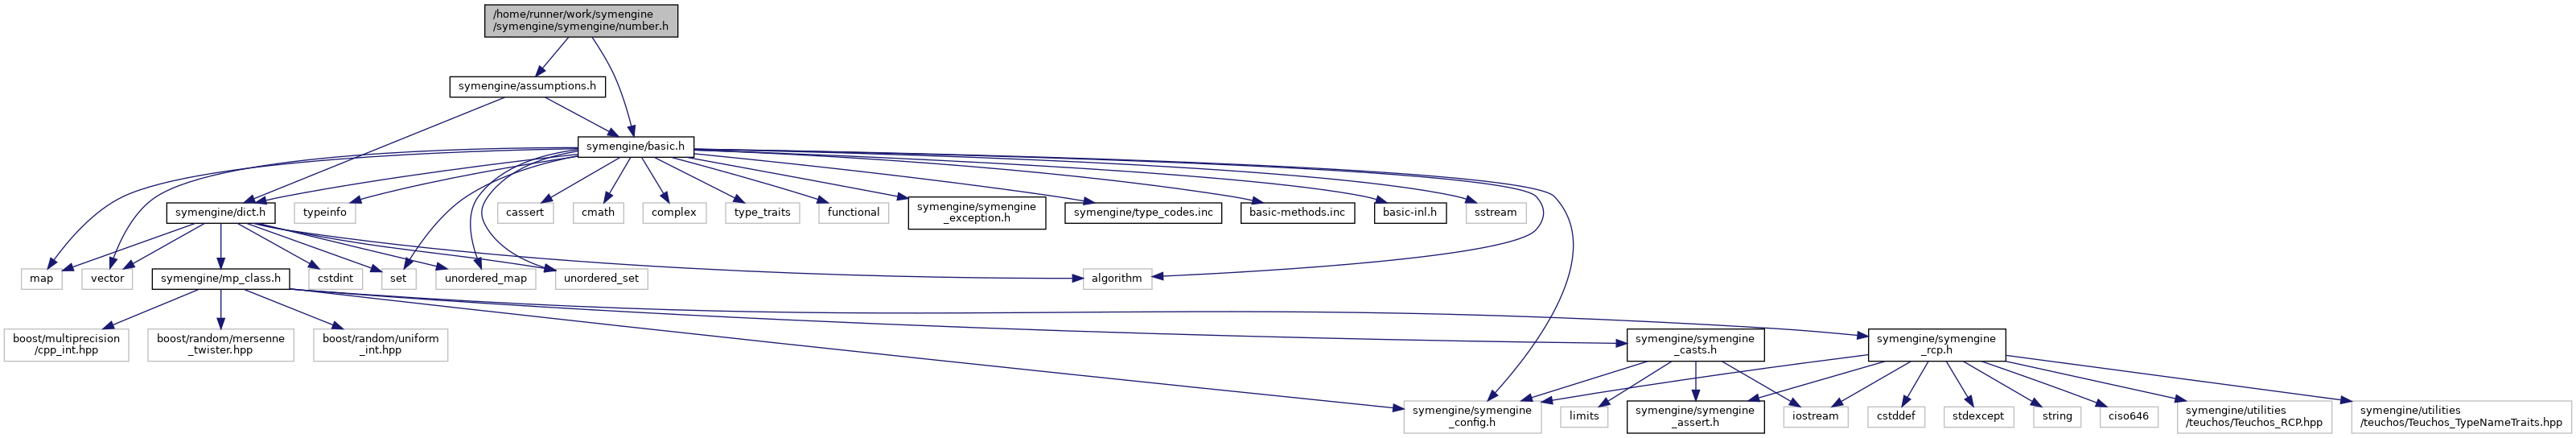 /home/runner/work/symengine
/symengine/symengine/number.h
symengine/assumptions.h
symengine/basic.h
symengine/dict.h
typeinfo
cassert
cmath
complex
type_traits
functional
symengine/symengine
_exception.h
symengine/type_codes.inc
basic-methods.inc
basic-inl.h
sstream
map
vector
symengine/mp_class.h
cstdint
set
unordered_map
unordered_set
algorithm
boost/multiprecision
/cpp_int.hpp
boost/random/mersenne
_twister.hpp
boost/random/uniform
_int.hpp
symengine/symengine
_casts.h
symengine/symengine
_rcp.h
symengine/symengine
_config.h
limits
symengine/symengine
_assert.h
iostream
cstddef
stdexcept
string
ciso646
symengine/utilities
/teuchos/Teuchos_RCP.hpp
symengine/utilities
/teuchos/Teuchos_TypeNameTraits.hpp